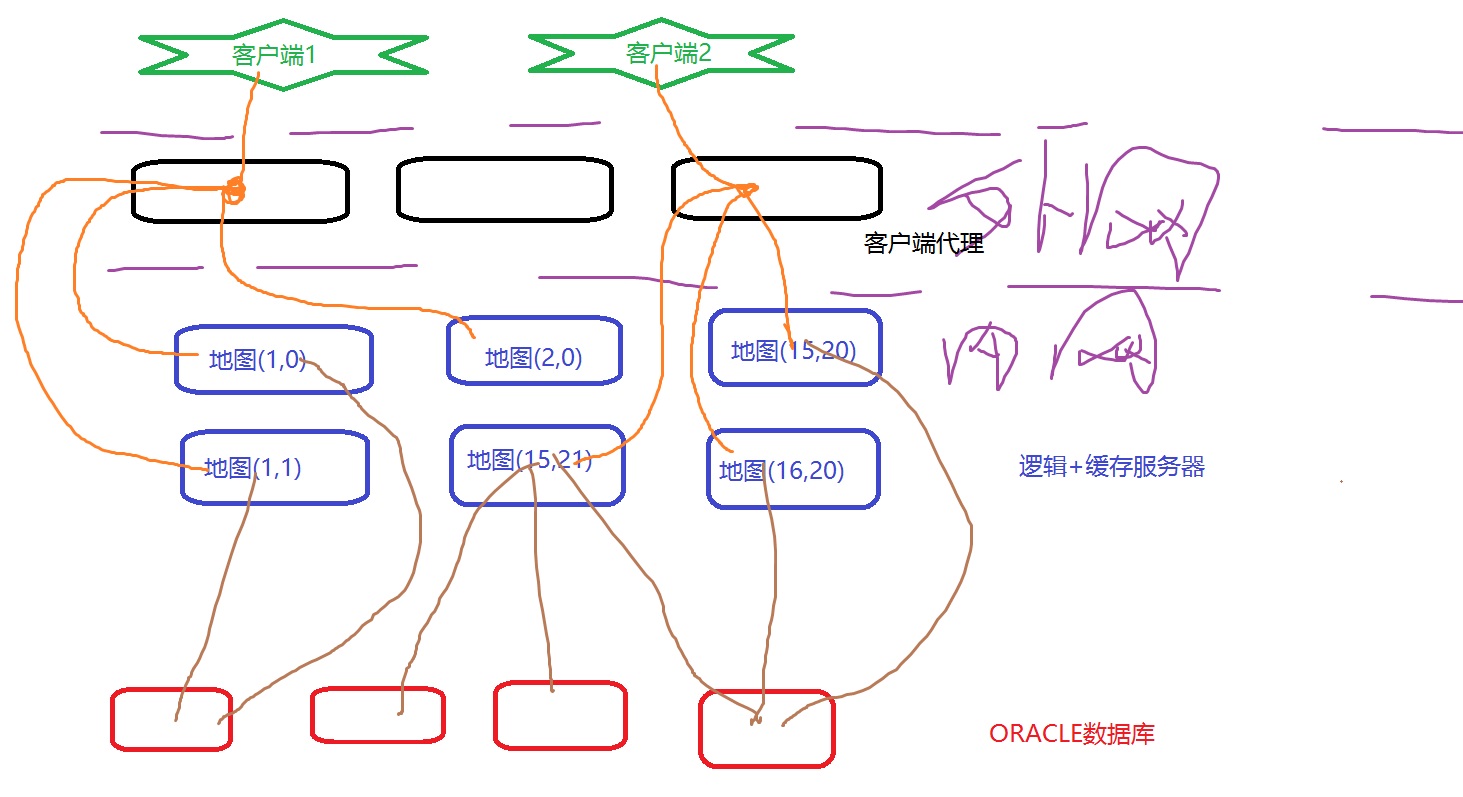 客户端1
客户端2
客户端代理
地图(1,0)
地图(2,0)
地图(15,20)
内网
地图(1,1)
地图(15,21)
地图(16,20)
逻辑+缓存服务器
ORACLE数据库